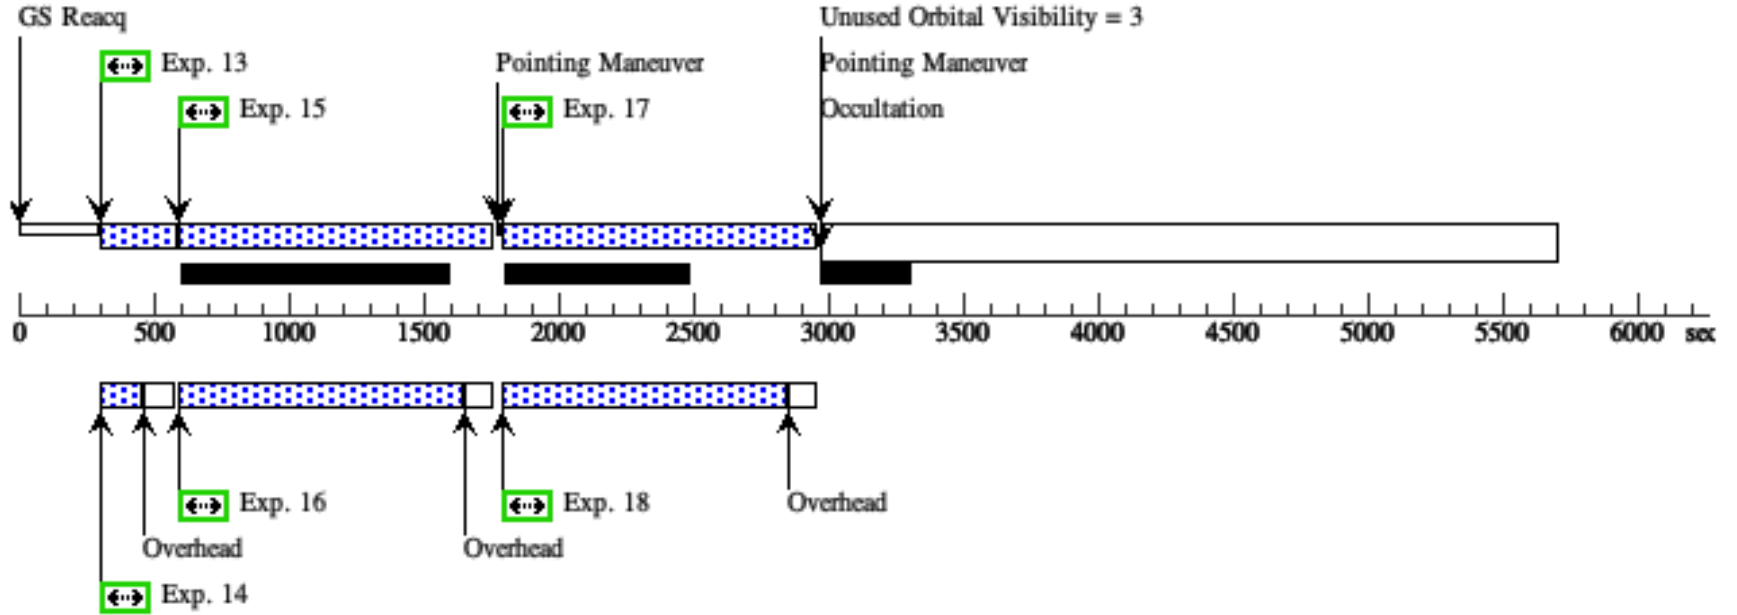 GS Reacq
Unused Orbital Visibility = 3
Exp. 13
Pointing Maneuver
Pointing Maneuver
Exp. 15
Exp. 17
Occultation
0 500 1000 1500 2000 2500 3000 3500 4000 4500 5000 5500 6000 sec
Exp. 16
Exp. 18
Overhead
Overhead
Overhead
Exp. 14